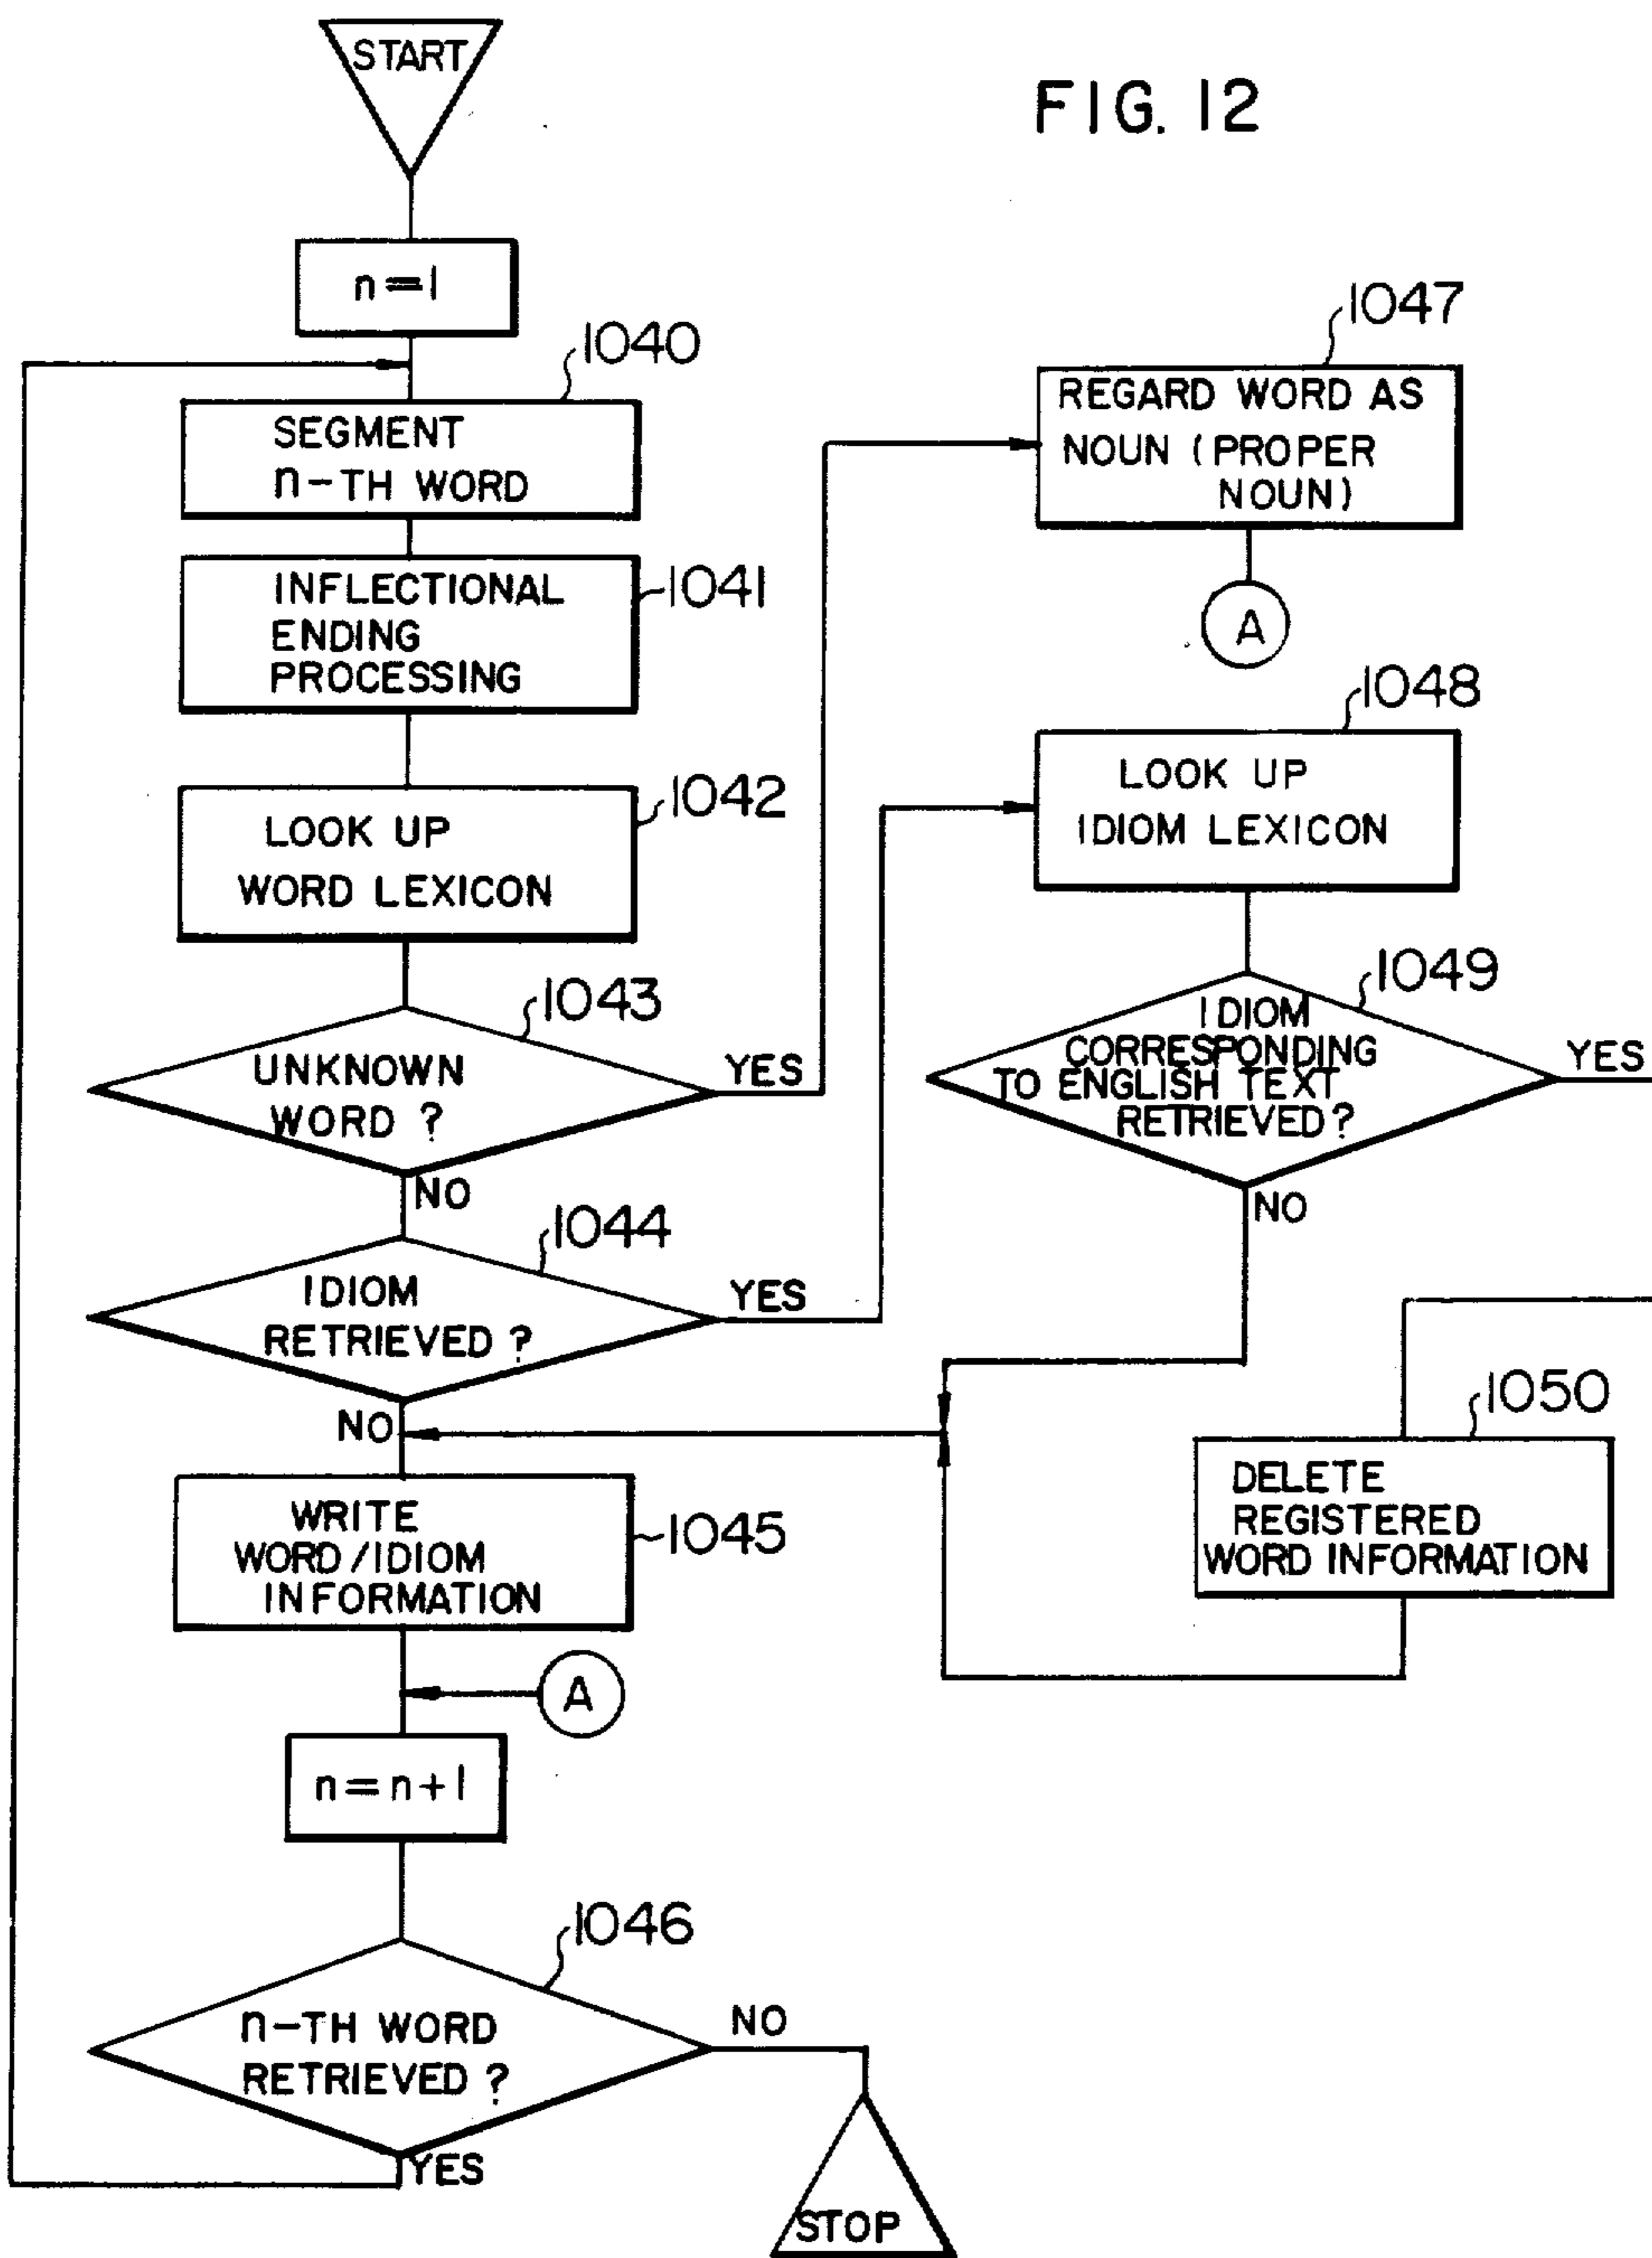 START
FIG. 12
n=1
1040
SEGMENT
n-TH WORD
1041
INFLECTIONAL
ENDING
PROCESSING
1042
LOOK UP
WORD LEXICON
1043
UNKNOWN
WORD ?
YES
NO
1044
IDIOM
RETRIEVED ?
YES
NO
1045
WRITE
WORD/IDIOM
INFORMATION
A
n=n+1
1046
n-TH WORD
RETRIEVED ?
NO
YES
STOP
1047
REGARD WORD AS
NOUN (PROPER
NOUN)
A
1048
LOOK UP
IDIOM LEXICON
1049
IDIOM
CORRESPONDING
TO ENGLISH TEXT
RETRIEVED?
YES
NO
1050
DELETE
REGISTERED
WORD INFORMATION